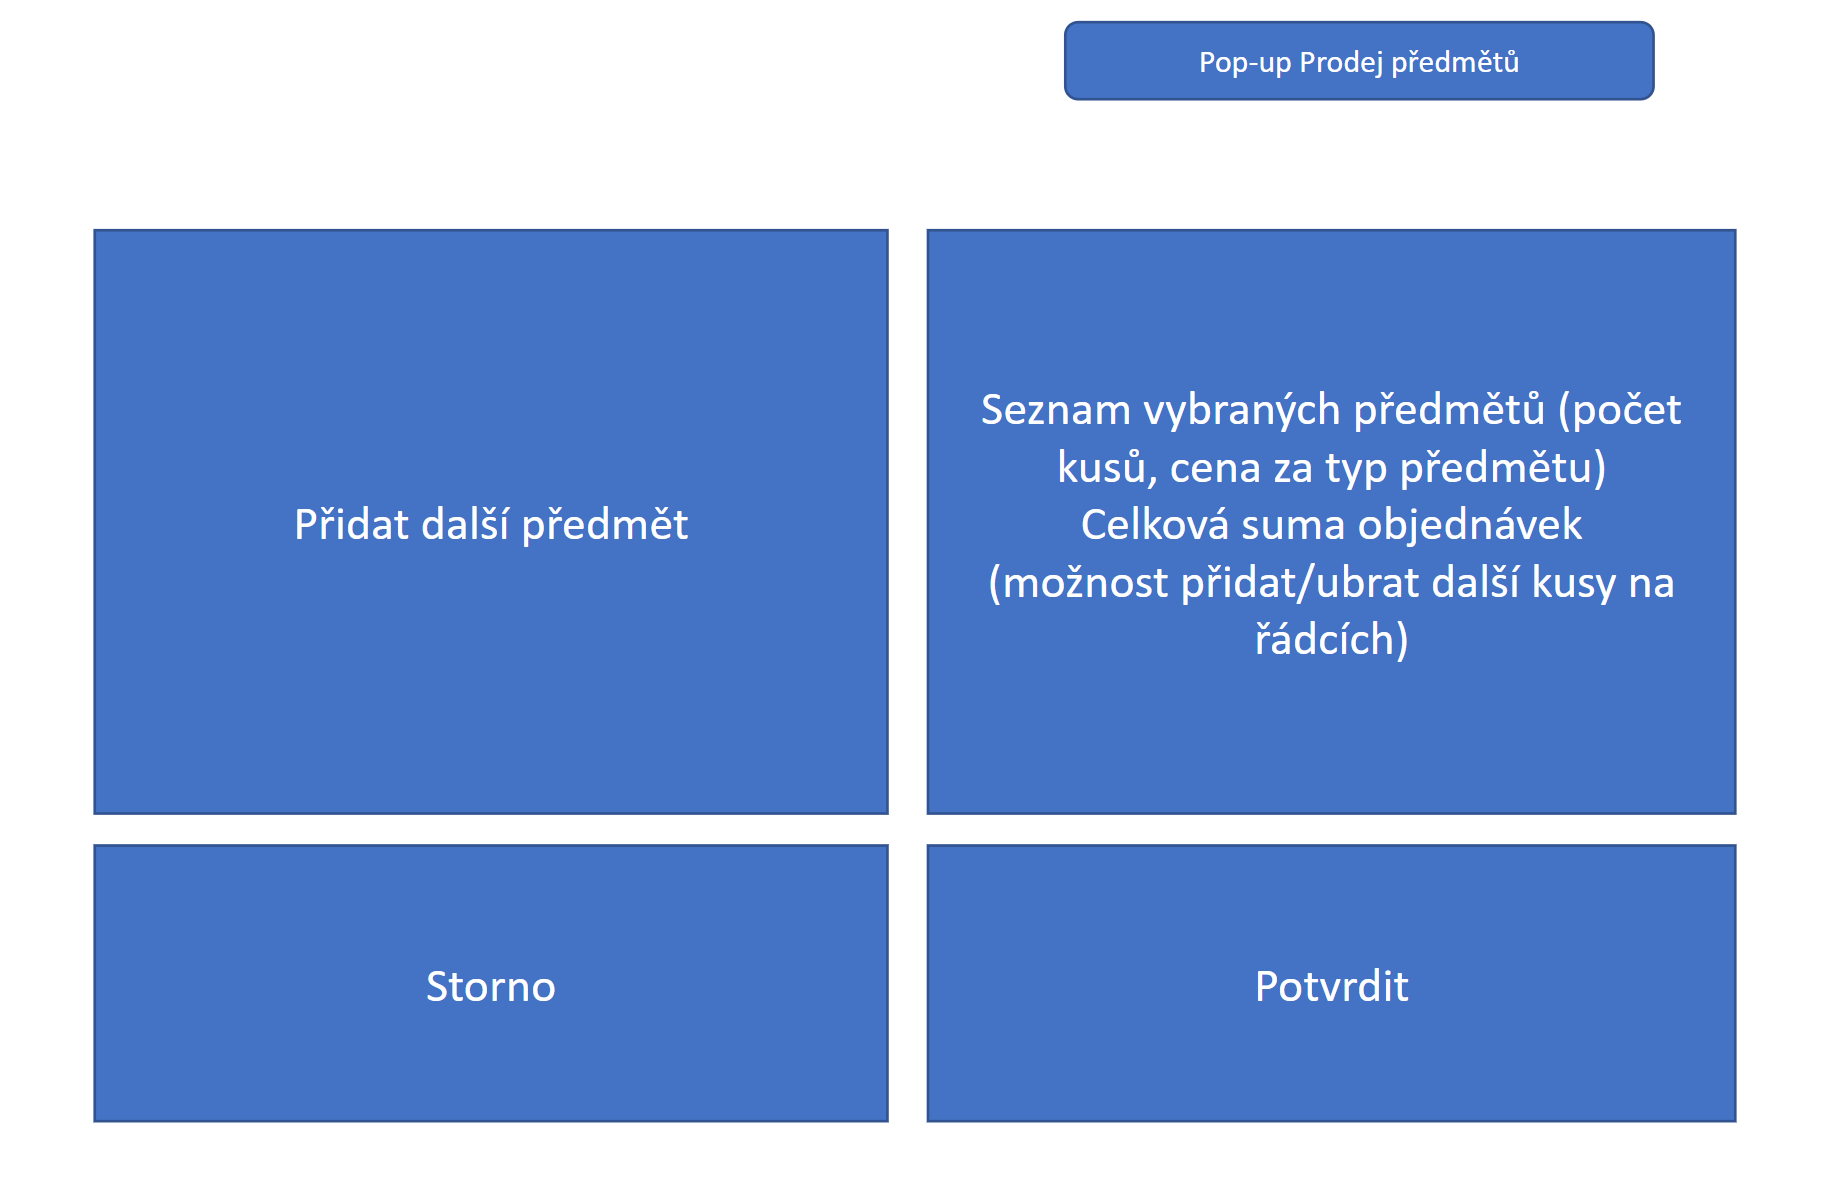 Pop-up Prodej předmětů
Přidat další předmět
Seznam vybraných předmětů (počet
kusů, cena za typ předmětu)
Celková suma objednávek
(možnost přidat/ubrat další kusy na
řádcích)
Storno
Potvrdit